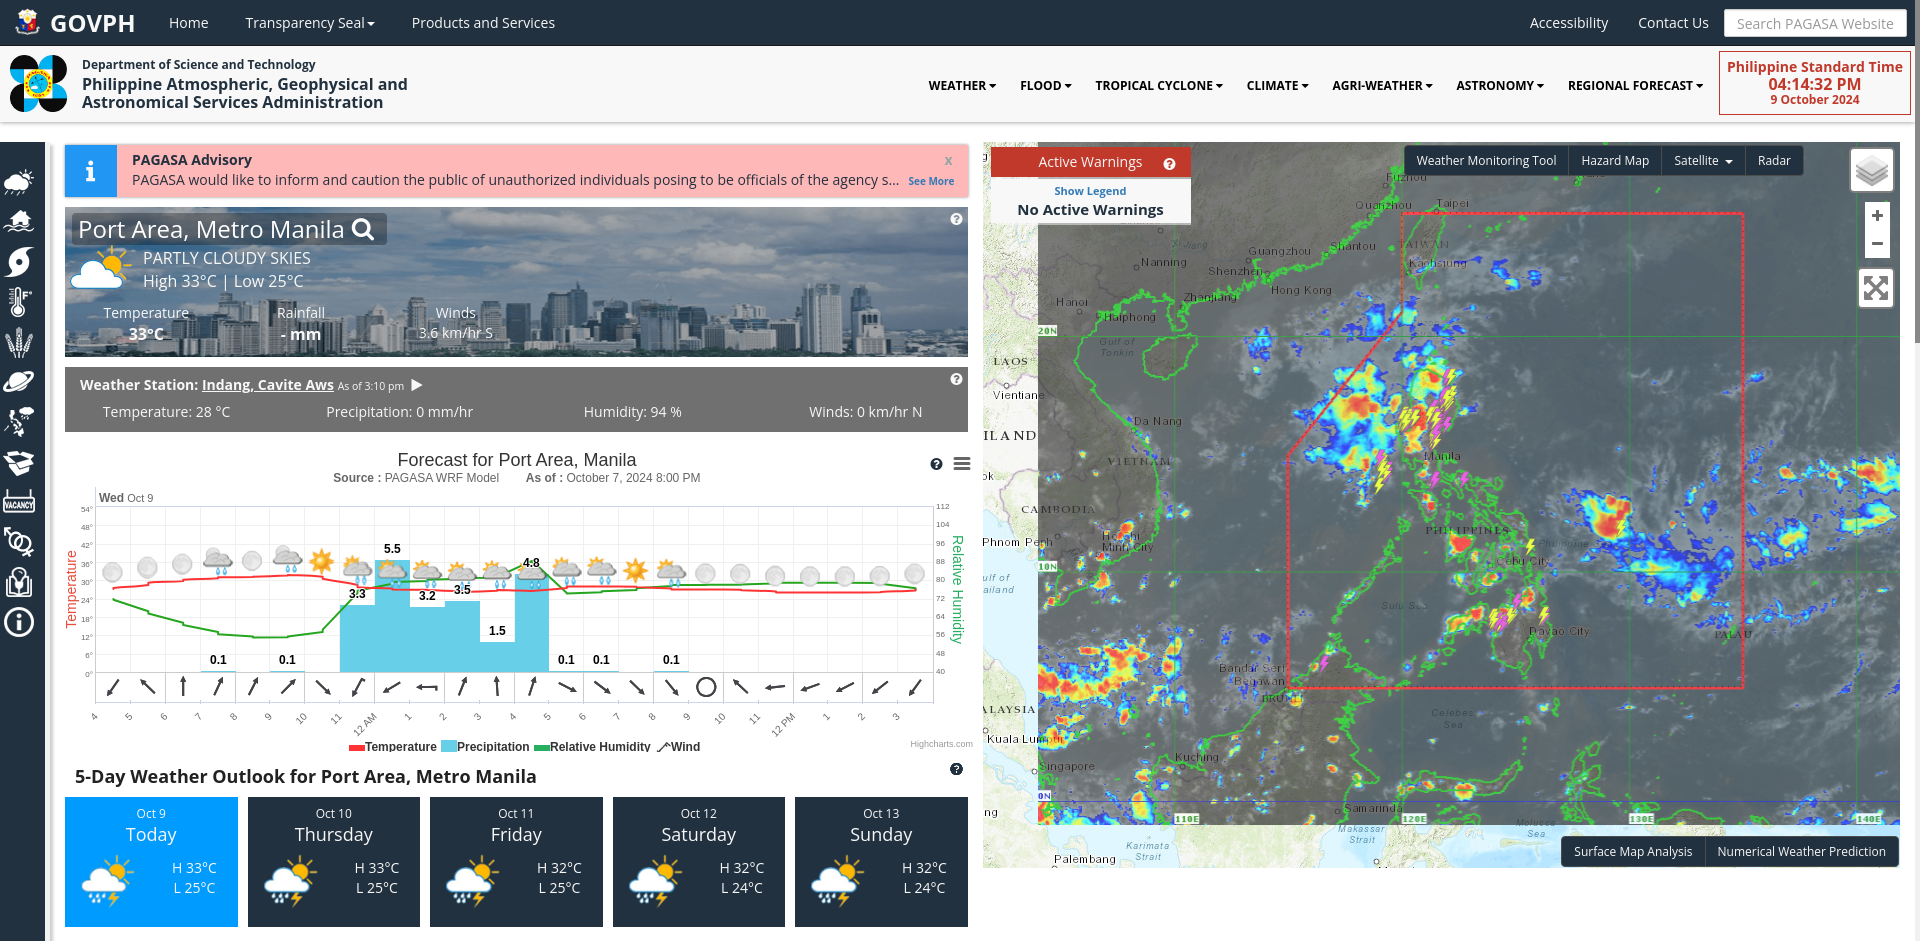 GOVPH
Home
Transparency Seal
Products and Services
Accessibility
Contact Us
Search PAGASA Website
Department of Science and Technology
Philippine Atmospheric, Geophysical and
Astronomical Services Administration
WEATHER
FLOOD
TROPICAL CYCLONE
CLIMATE
AGRI-WEATHER
ASTRONOMY
REGIONAL FORECAST
Philippine Standard Time
04:14:32 PM
9 October 2024
VACANCY
PAGASA Advisory
x
PAGASA would like to inform and caution the public of unauthorized individuals posing to be officials of the agency s...
See More
Port Area, Metro Manila
PARTLY CLOUDY SKIES
High 33°C | Low 25°C
Temperature
Rainfall
Winds
33°C
- mm
3.6 km/hr S
Weather Station: Indang, Cavite Aws As of 3:10 pm
Temperature: 28 °C
Precipitation: 0 mm/hr
Humidity: 94 %
Winds: 0 km/hr N
Forecast for Port Area, Manila
Source : PAGASA WRF Model As of : October 7, 2024 8:00 PM
Wed Oct 9
Temperature
54°
48°
42°
36°
30°
24°
18°
12°
6°
0°
0.1
0.1
3.3
5.5
3.2
3.5
1.5
4.8
0.1
0.1
0.1
112
104
96
88
80
72
64
56
48
40
Relative Humidity
4
5
6
7
8
9
10
11
12 AM
1
2
3
4
5
6
7
8
9
10
11
12 PM
1
2
3
Temperature
Precipitation
Relative Humidity
Wind
Highcharts.com
5-Day Weather Outlook for Port Area, Metro Manila
Oct 9
Today
H 33°C
L 25°C
Oct 10
Thursday
H 33°C
L 25°C
Oct 11
Friday
H 32°C
L 25°C
Oct 12
Saturday
H 32°C
L 24°C
Oct 13
Sunday
H 32°C
L 24°C
Active Warnings
Show Legend
No Active Warnings
Weather Monitoring Tool
Hazard Map
Satellite
Radar
+
−
Fuzhou
Quanzhou
Taipei
Xi Jiang
Guangzhou
Shantou
TAIWAN
Nanning
Shenzhen
Kaohsiung
Hanoi
Zhanjiang
Hong Kong
Haiphong
20N
Gulf of
Tonkin
LAOS
Vientiane
Da Nang
ILAND
VIETNAM
Manila
ok
CAMBODIA
PHILIPPINES
Phnom Penh
Ho Chi
Minh City
Philippine
Cebu City
10N
ulf of
ailand
Sulu Sea
Davao City
PALAU
Bandar Seri
Begawan
BRUNEI
ALAYSIA
Celebes
Sea
Kuala Lumpur
Kuching
Singapore
0N
Samarinda
ng
110E
120E
130E
140E
Makassar
Strait
Molucca
Sea
Karimata
Strait
Palembang
Surface Map Analysis
Numerical Weather Prediction